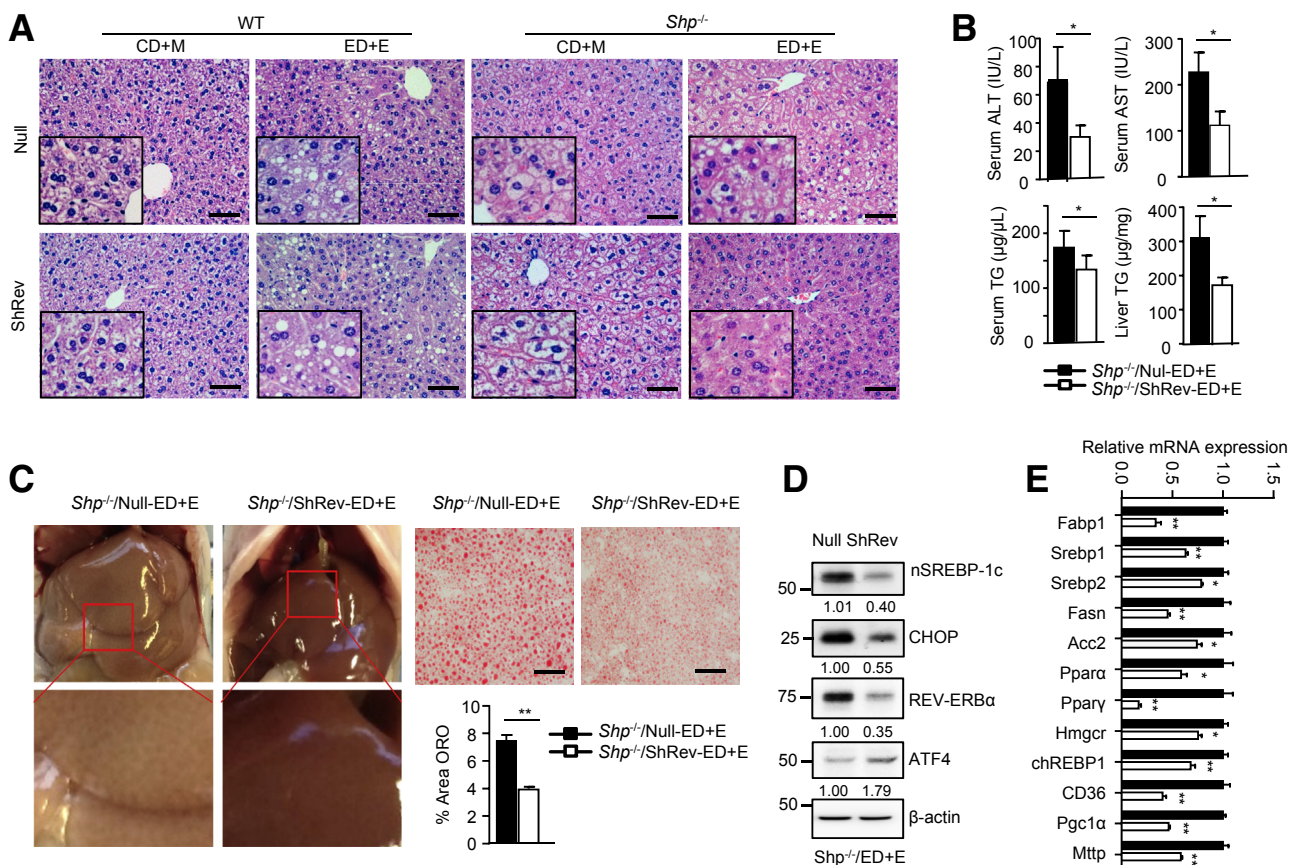 A
WT
Shp-/-
CD+M
ED+E
CD+M
ED+E
Null
ShRev
B
Serum ALT (IU/L)
100
80
60
40
20
0
*
Serum AST (IU/L)
300
200
100
0
*
Serum TG (µg/µL)
200
150
100
50
0
*
Liver TG (µg/mg)
400
300
200
100
0
*
Shp-/-/Nul-ED+E
Shp-/-/ShRev-ED+E
C
Shp-/-/Null-ED+E
Shp-/-/ShRev-ED+E
Shp-/-/Null-ED+E
Shp-/-/ShRev-ED+E
% Area ORO
10
8
6
4
2
0
**
Shp-/-/Null-ED+E
Shp-/-/ShRev-ED+E
D
Null ShRev
50
nSREBP-1c
1.01 0.40
25
CHOP
1.00 0.55
75
REV-ERBα
1.00 0.35
50
ATF4
1.00 1.79
50
β-actin
Shp-/-/ED+E
E
Relative mRNA expression
0.0 0.5 1.0 1.5
Fabp1 **
Srebp1 **
Srebp2 *
Fasn **
Acc2 *
Pparα *
Pparγ **
Hmgcr *
chREBP1 **
CD36 **
Pgc1α **
Mttp **